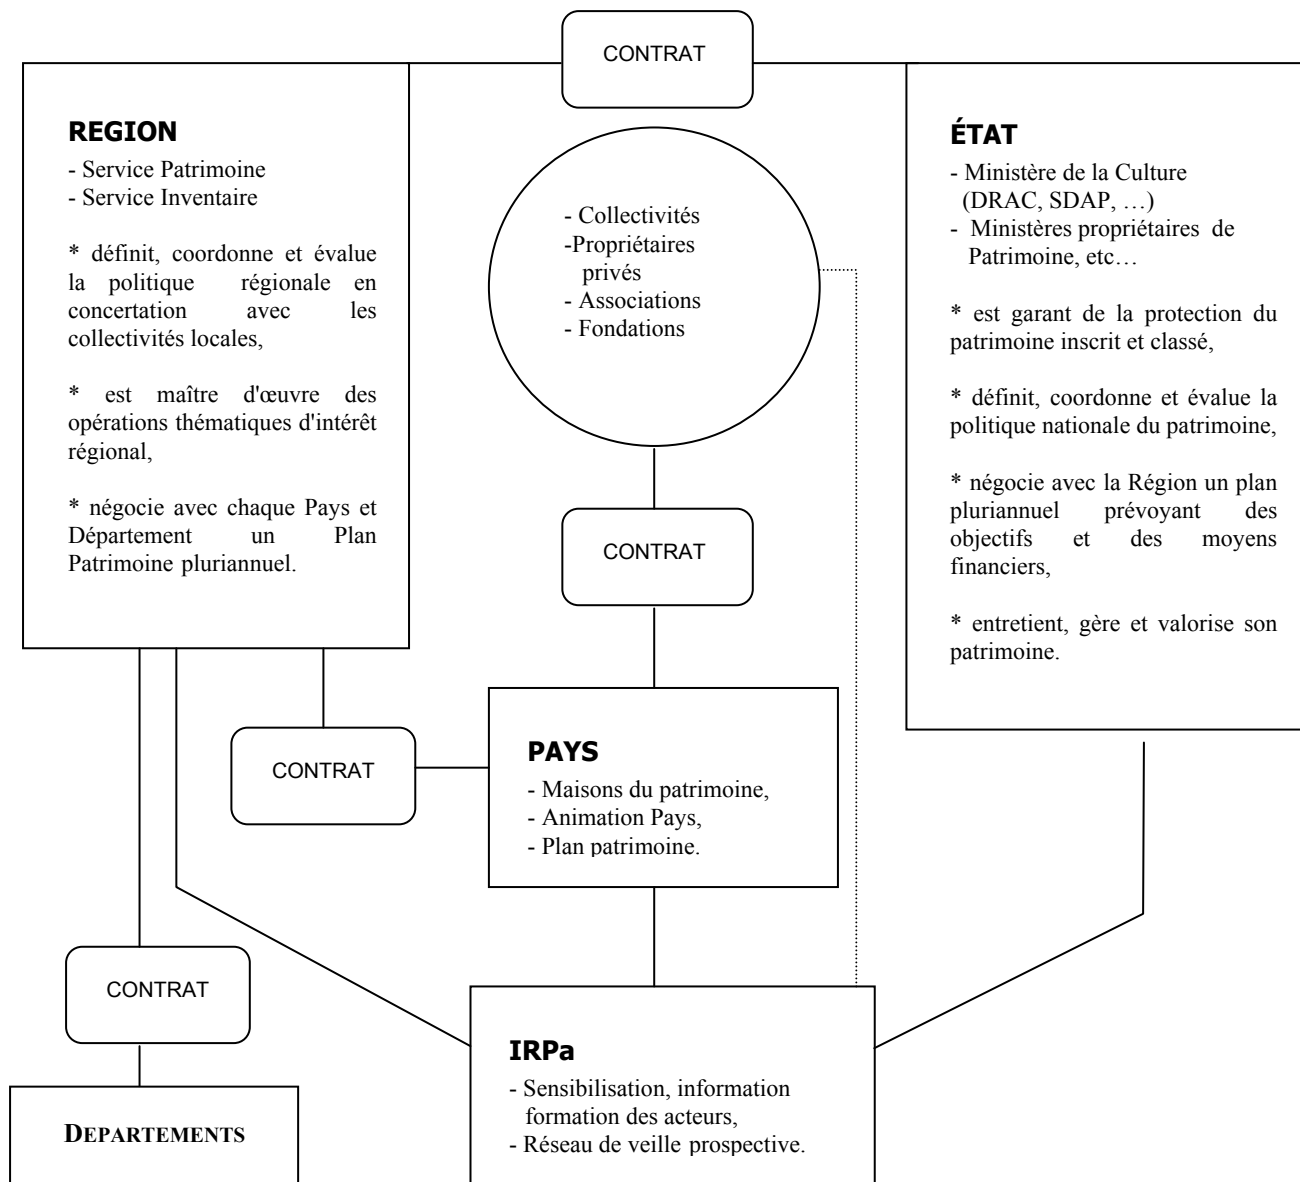 CONTRAT
REGION
- Service Patrimoine
- Service Inventaire
* définit, coordonne et évalue
la politique régionale en
concertation avec les
collectivités locales,
* est maître d'œuvre des
opérations thématiques d'intérêt
régional,
* négocie avec chaque Pays et
Département un Plan
Patrimoine pluriannuel.
- Collectivités
-Propriétaires
privés
- Associations
- Fondations
ÉTAT
- Ministère de la Culture
(DRAC, SDAP, …)
- Ministères propriétaires de
Patrimoine, etc…
* est garant de la protection du
patrimoine inscrit et classé,
* définit, coordonne et évalue la
politique nationale du patrimoine,
* négocie avec la Région un plan
pluriannuel prévoyant des
objectifs et des moyens
financiers,
* entretient, gère et valorise son
patrimoine.
CONTRAT
CONTRAT
PAYS
- Maisons du patrimoine,
- Animation Pays,
- Plan patrimoine.
CONTRAT
DEPARTEMENTS
IRPa
- Sensibilisation, information
formation des acteurs,
- Réseau de veille prospective.